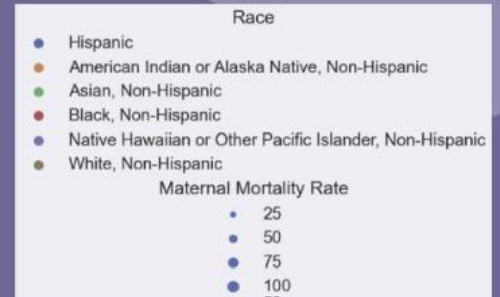 Race
Hispanic
American Indian or Alaska Native, Non-Hispanic
Asian, Non-Hispanic
Black, Non-Hispanic
Native Hawaiian or Other Pacific Islander, Non-Hispanic
White, Non-Hispanic
Maternal Mortality Rate
25
50
75
100